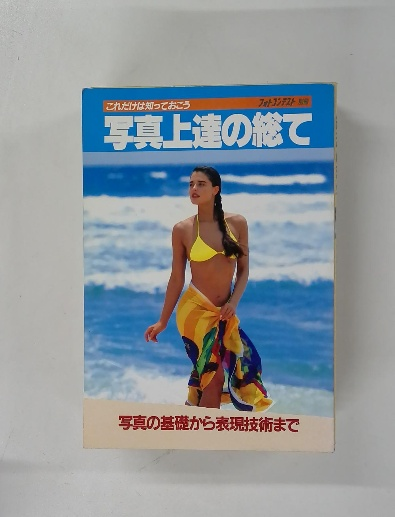 これだけは知っておこう
フォトコンテスト 別冊
写真上達の総て
写真の基礎から表現技術まで